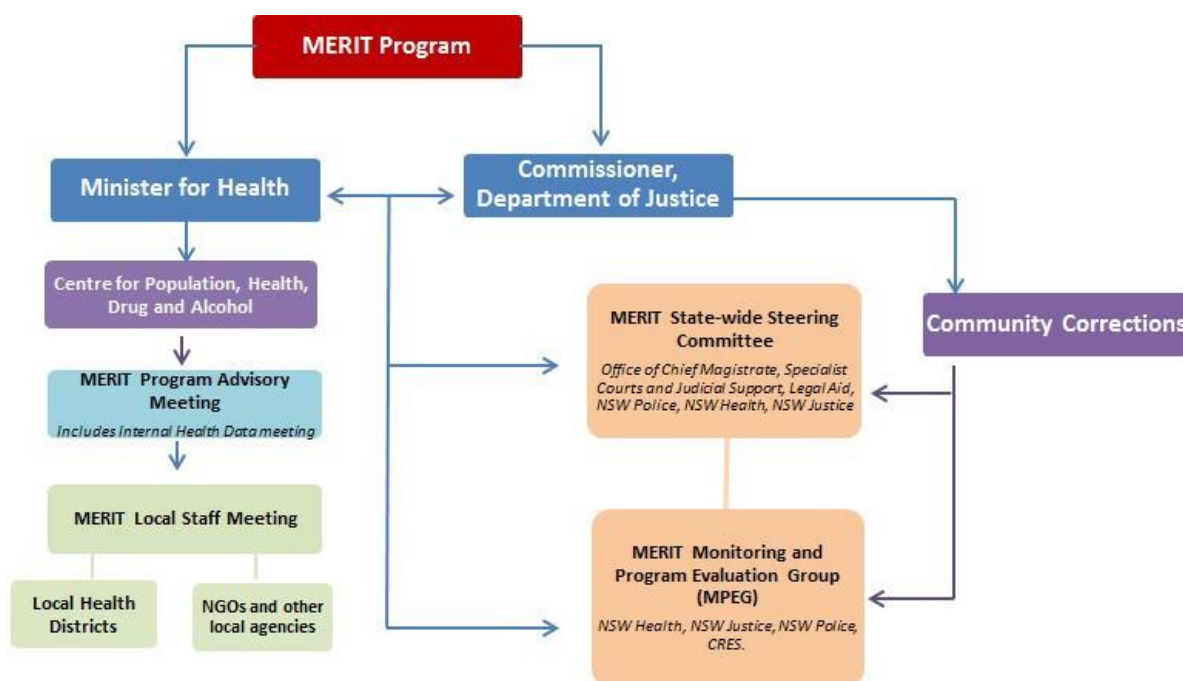 MERIT Program
Minister for Health
Commissioner,
Department of Justice
Centre for Population, Health,
Drug and Alcohol
MERIT State-wide Steering
Committee
Office of Chief Magistrate, Specialist
Courts and Judicial Support, Legal Aid,
NSW Police, NSW Health, NSW Justice
Community Corrections
MERIT Program Advisory
Meeting
Includes Internal Health Data meeting
MERIT Local Staff Meeting
Local Health
Districts
NGOs and other
local agencies
MERIT Monitoring and
Program Evaluation Group
(MPEG)
NSW Health, NSW Justice, NSW Police,
CRES.